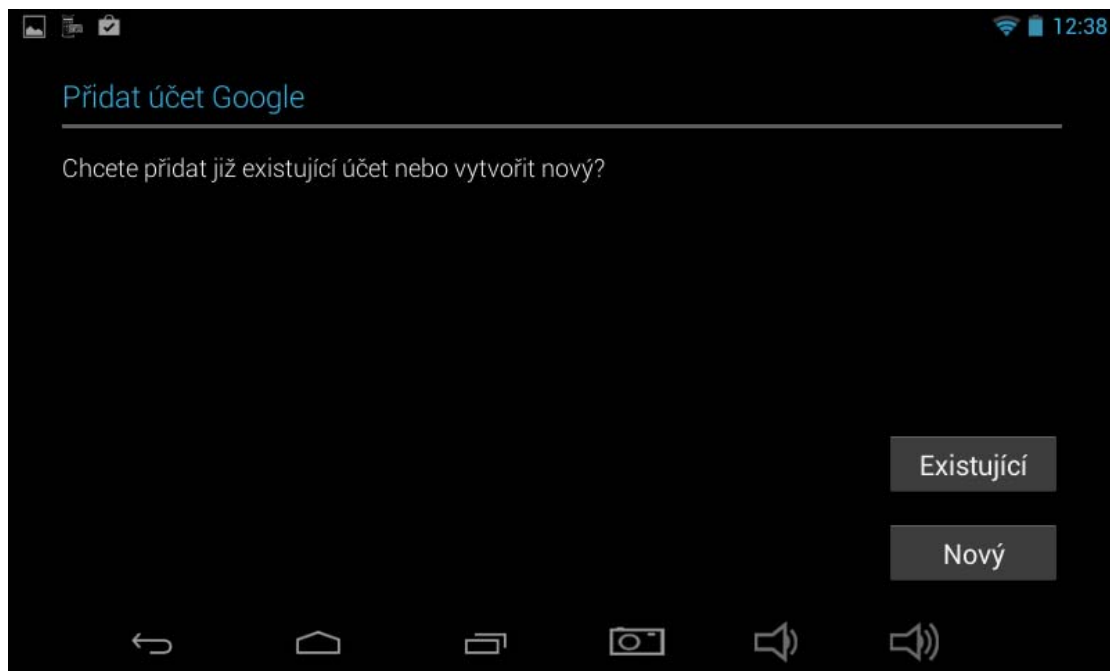 12:38
Přidat účet Google
Chcete přidat již existující účet nebo vytvořit nový?
Existující
Nový